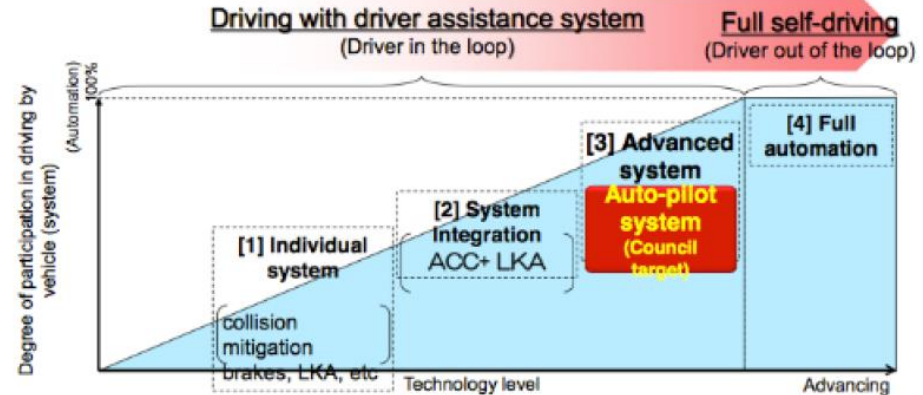 Driving with driver assistance system
(Driver in the loop)
Full self-driving
(Driver out of the loop)
Degree of participation in driving by
vehicle (system)
(Automation)
100%
[1] Individual
system
collision
mitigation
brakes, LKA, etc
[2] System
Integration
ACC+ LKA
[3] Advanced
system
Auto-pilot
system
(Council
target)
[4] Full
automation
Technology level
Advancing